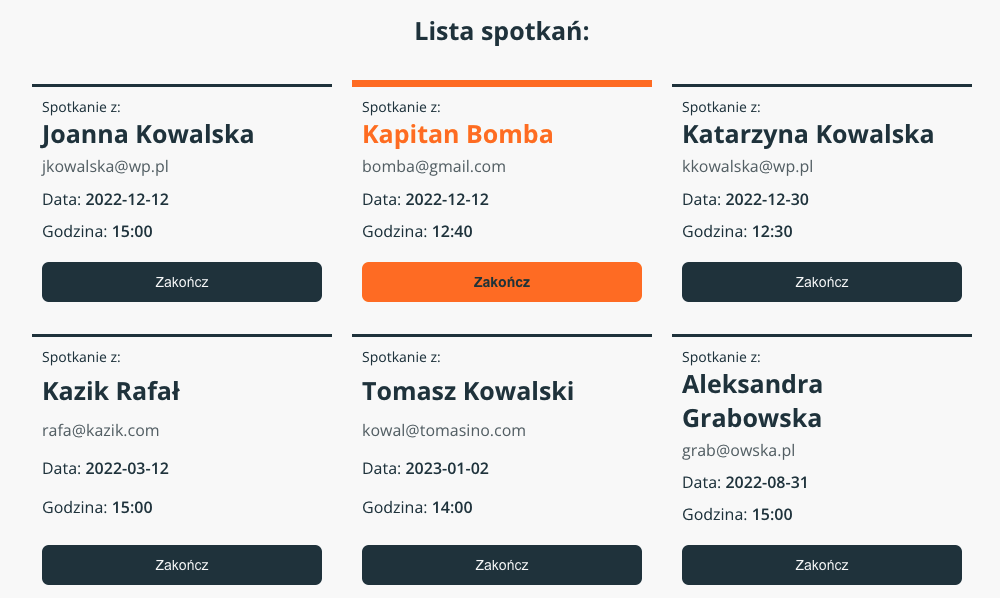 Lista spotkań:
Spotkanie z:
Joanna Kowalska
jkowalska@wp.pl
Data: 2022-12-12
Godzina: 15:00
Zakończ
Spotkanie z:
Kapitan Bomba
bomba@gmail.com
Data: 2022-12-12
Godzina: 12:40
Zakończ
Spotkanie z:
Katarzyna Kowalska
kkowalska@wp.pl
Data: 2022-12-30
Godzina: 12:30
Zakończ
Spotkanie z:
Kazik Rafał
rafa@kazik.com
Data: 2022-03-12
Godzina: 15:00
Zakończ
Spotkanie z:
Tomasz Kowalski
kowal@tomasino.com
Data: 2023-01-02
Godzina: 14:00
Zakończ
Spotkanie z:
Aleksandra
Grabowska
grab@owska.pl
Data: 2022-08-31
Godzina: 15:00
Zakończ